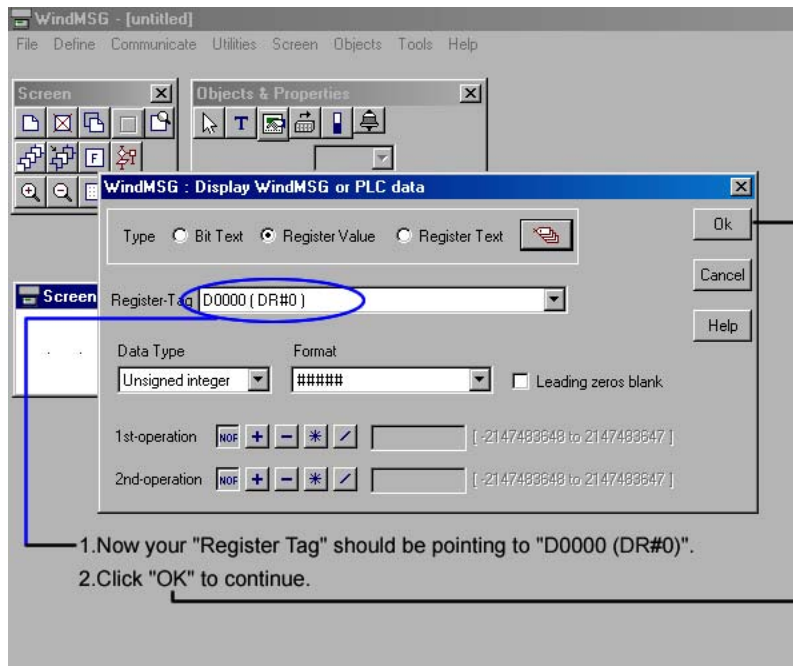 WindMSG - [untitled]
File Define Communicate Utilities Screen Objects Tools Help
Screen
Objects & Properties
T
F
WindMSG : Display WindMSG or PLC data
Type Bit Text Register Value Register Text
Ok
Cancel
Help
Screen
Register-Tag D0000 ( DR#0 )
Data Type Format
Unsigned integer ##### Leading zeros blank
1st-operation NOP + - * / [ -2147483648 to 2147483647 ]
2nd-operation NOP + - * / [ -2147483648 to 2147483647 ]
1.Now your "Register Tag" should be pointing to "D0000 (DR#0)".
2.Click "OK" to continue.